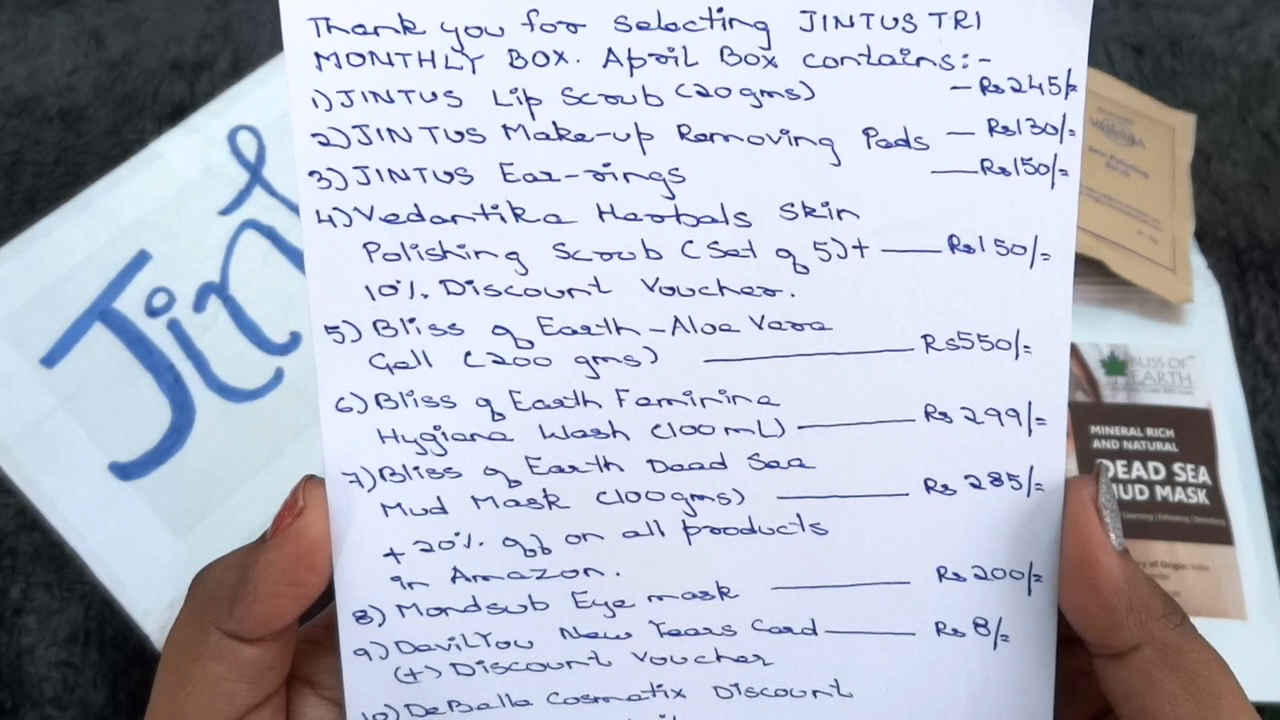 Thank you for selecting JINTUS TRI
MONTHLY BOX. April Box contains:-
1) JINTUS Lip Scrub (20gms) — Rs245/-
2) JINTUS Make-up Removing Pads — Rs130/=
3) JINTUS Ear-rings — Rs150/=
4) Vedantika Herbals Skin
Polishing Scrub (Set of 5)+ — Rs150/=
10% Discount Voucher.
5) Bliss of Earth-Aloe Vera
Gell (200 gms) — Rs550/=
6) Bliss of Earth Feminine
Hygiene Wash (100mL) — Rs 299/=
7) Bliss of Earth Dead Sea
Mud Mask (100gms) — Rs 285/=
+ 20% off on all products
in Amazon.
8) Mondsub Eye mask — Rs 200/=
9) DevilYou New Years Card — Rs 8/=
(+) Discount Voucher
10) DeBelle Cosmetix Discount
Jint
BLISS OF
EARTH
MINERAL RICH
AND NATURAL
DEAD SEA
MUD MASK